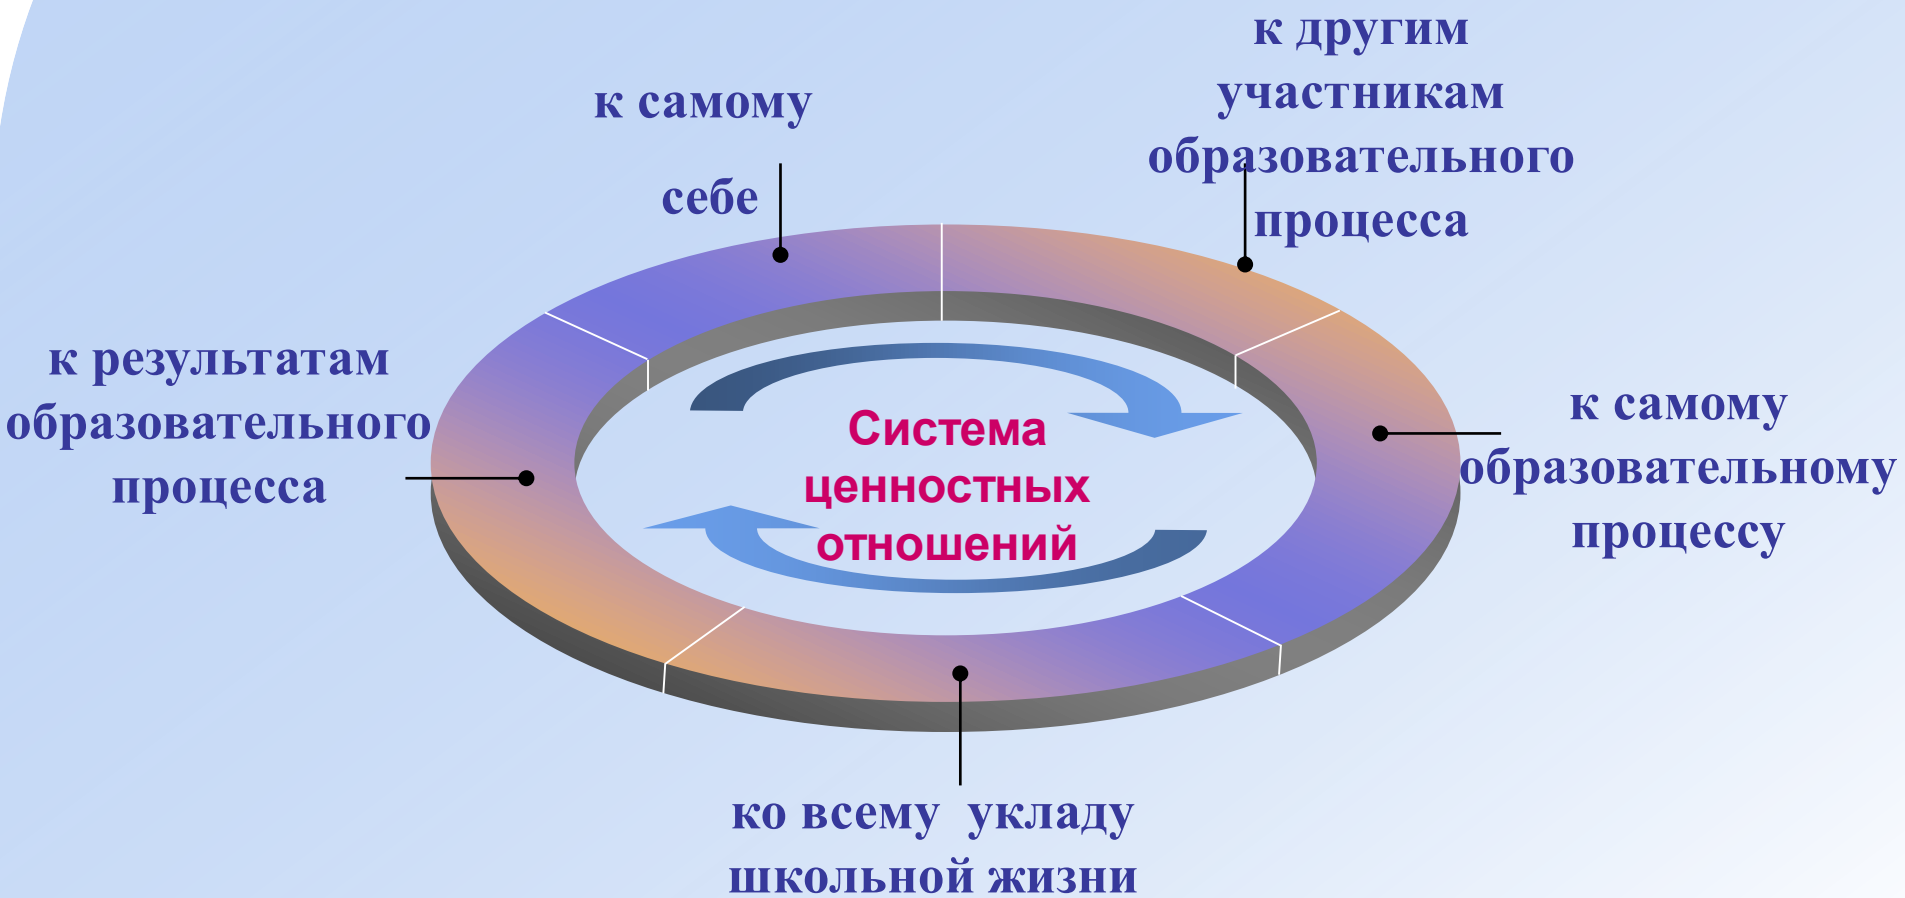 к самому
себе
к другим
участникам
образовательного
процесса
к результатам
образовательного
процесса
Система
ценностных
отношений
к самому
образовательному
процессу
ко всему укладу
школьной жизни